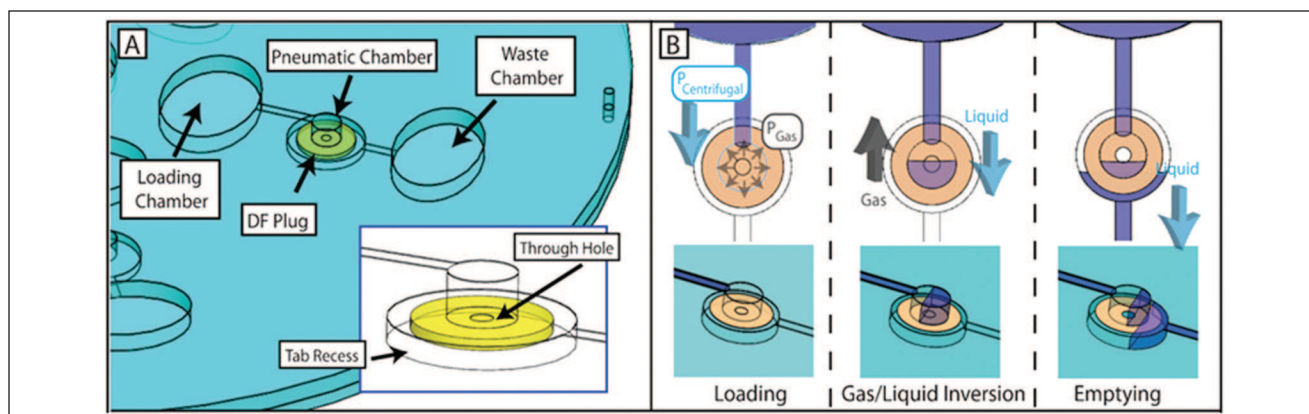 A
Pneumatic Chamber
Waste
Chamber
Loading
Chamber
DF Plug
Through Hole
Tab Recess
B
PCentrifugal
PGas
Loading
Liquid
Gas
Gas/Liquid Inversion
Liquid
Emptying